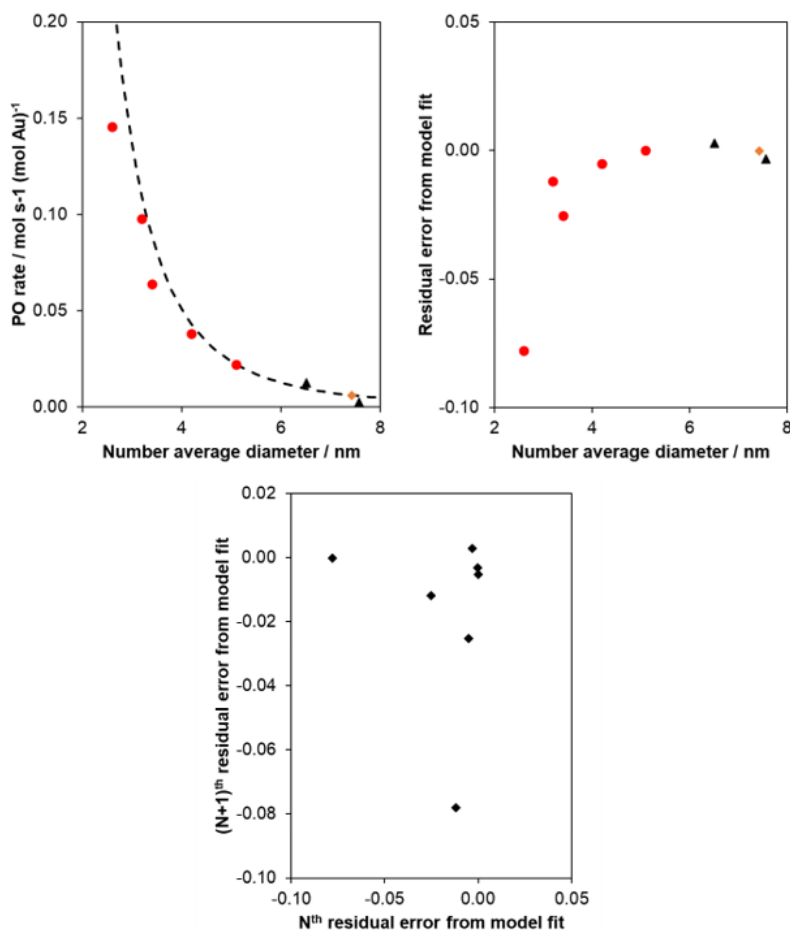 PO rate / mol s-1 (mol Au)⁻¹
0.20
0.15
0.10
0.05
0.00
2 4 6 8
Number average diameter / nm
Residual error from model fit
0.05
0.00
-0.05
-0.10
2 4 6 8
Number average diameter / nm
(N+1)ᵗʰ residual error from model fit
0.02
0.00
-0.02
-0.04
-0.06
-0.08
-0.10
-0.10 -0.05 0.00 0.05
Nᵗʰ residual error from model fit